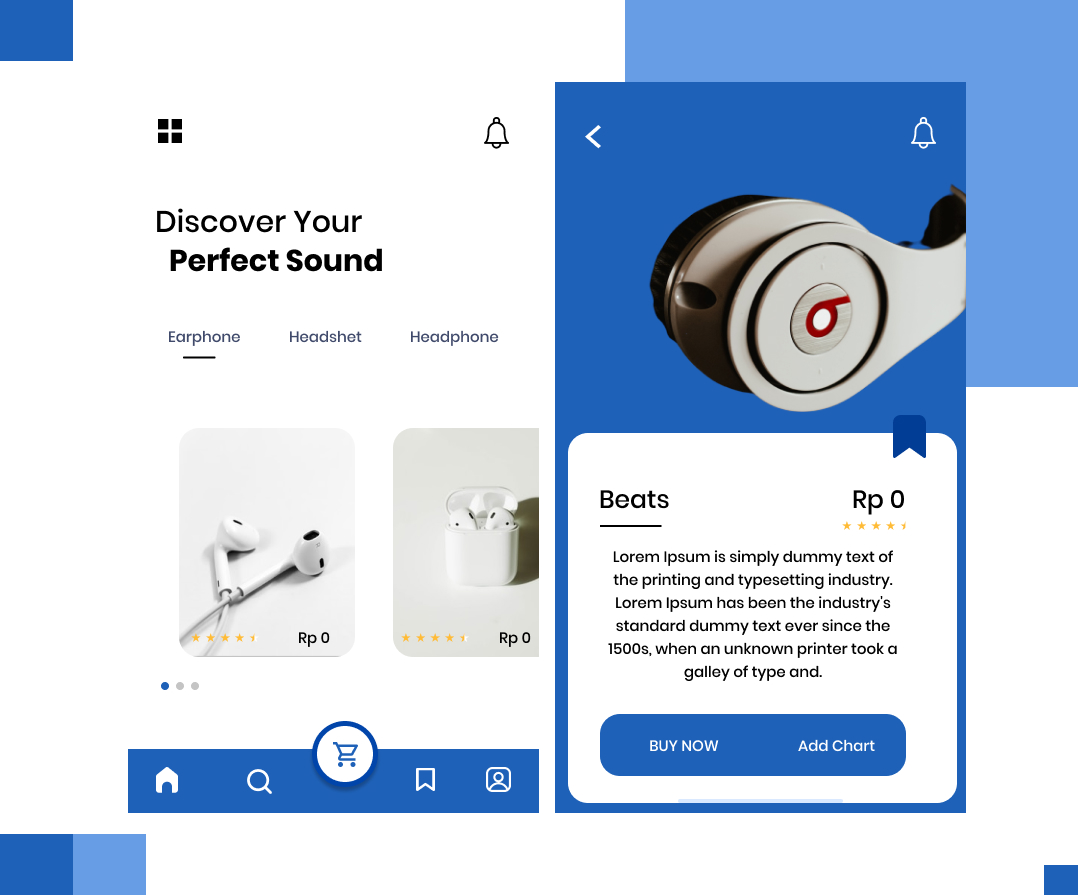 Discover Your
Perfect Sound
Earphone
Headshet
Headphone
Rp 0
Rp 0
Beats
Rp 0
Lorem Ipsum is simply dummy text of
the printing and typesetting industry.
Lorem Ipsum has been the industry's
standard dummy text ever since the
1500s, when an unknown printer took a
galley of type and.
BUY NOW
Add Chart